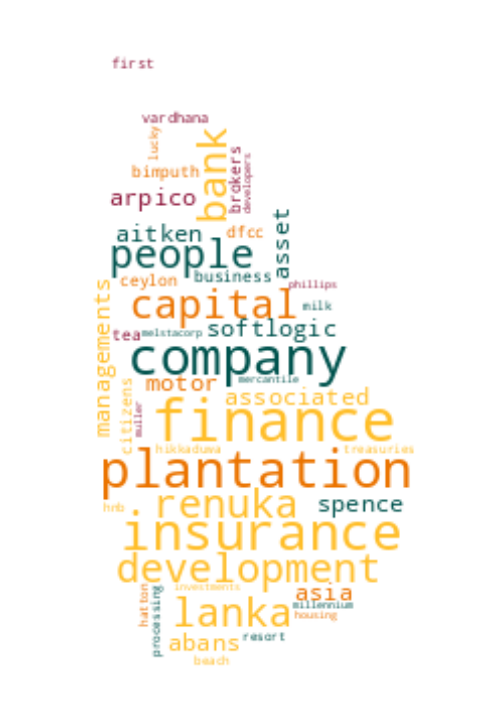 first
vardhana
lucky
bank
bimputh
brokers
developers
arpico
aitken
dfcc
asset
people
business
ceylon
phillips
managements
capital
milk
tea
melstacorp
softlogic
company
mercantile
motor
citizens
associated
muller
finance
hikkaduwa
treasuries
plantation
hnb
.
renuka
spence
insurance
development
investments
hatton
processing
asia
millennium
lanka
housing
abans
resort
beach